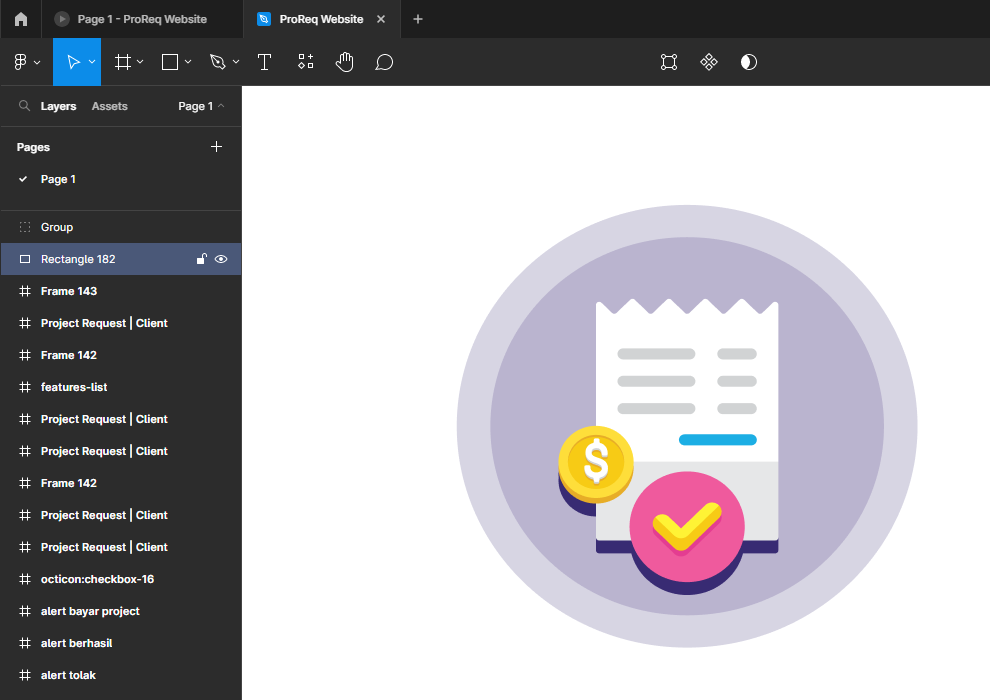 Page 1 - ProReq Website
ProReq Website
Layers Assets Page 1
Pages
Page 1
Group
Rectangle 182
Frame 143
Project Request | Client
Frame 142
features-list
Project Request | Client
Project Request | Client
Frame 142
Project Request | Client
Project Request | Client
octicon:checkbox-16
alert bayar project
alert berhasil
alert tolak
$